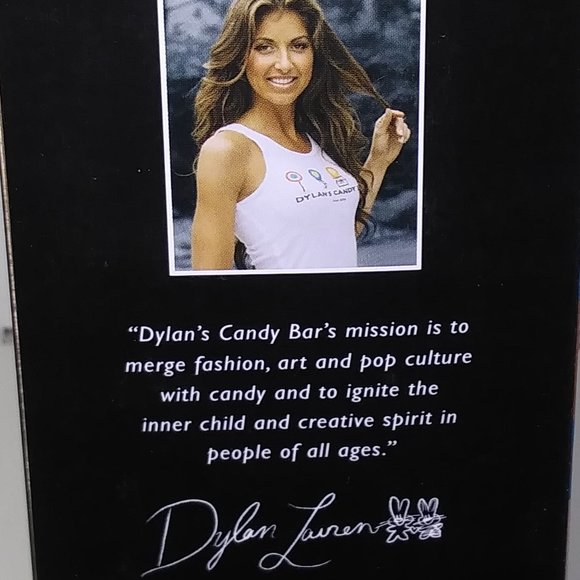 DYLAN'S CANDY
"Dylan's Candy Bar's mission is to
merge fashion, art and pop culture
with candy and to ignite the
inner child and creative spirit in
people of all ages."
Dylan Lauren